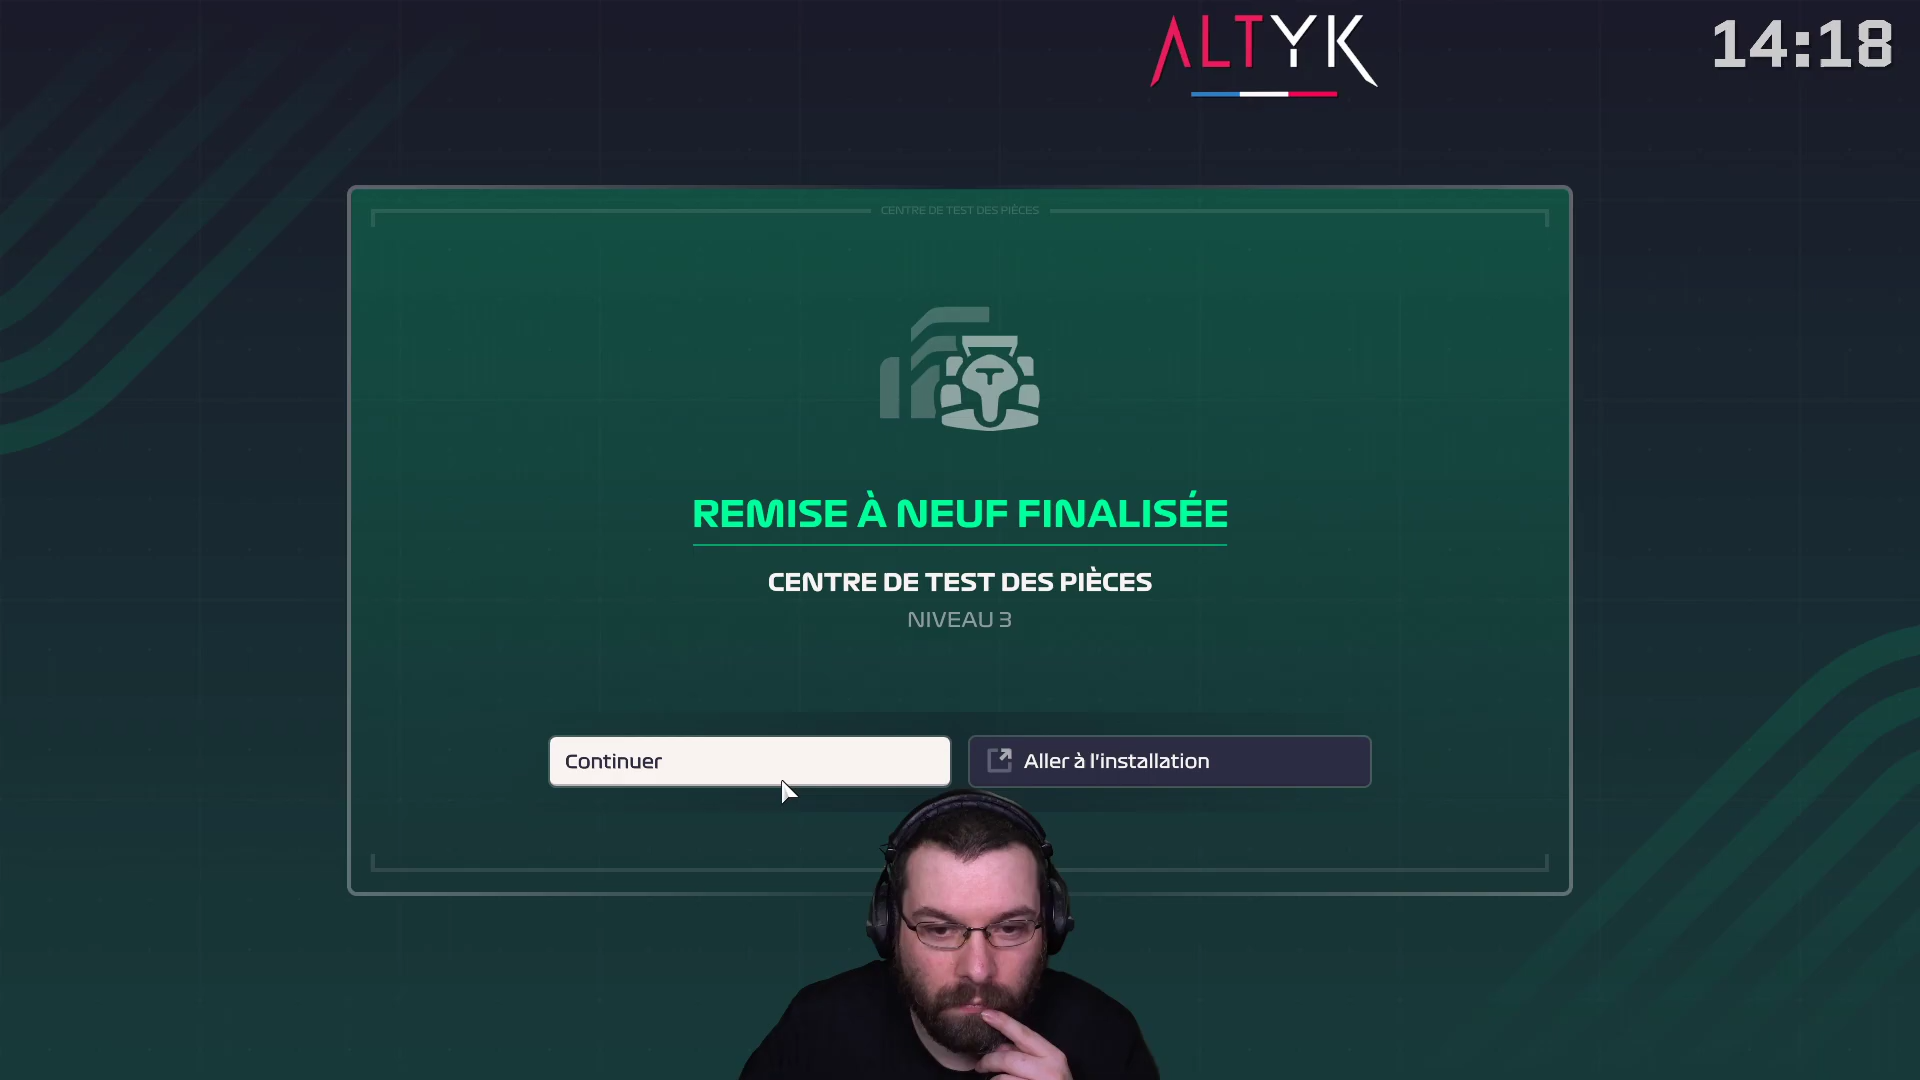 ALTYK
14:18
CENTRE DE TEST DES PIÈCES
REMISE À NEUF FINALISÉE
CENTRE DE TEST DES PIÈCES
NIVEAU 3
Continuer
Aller à l'installation